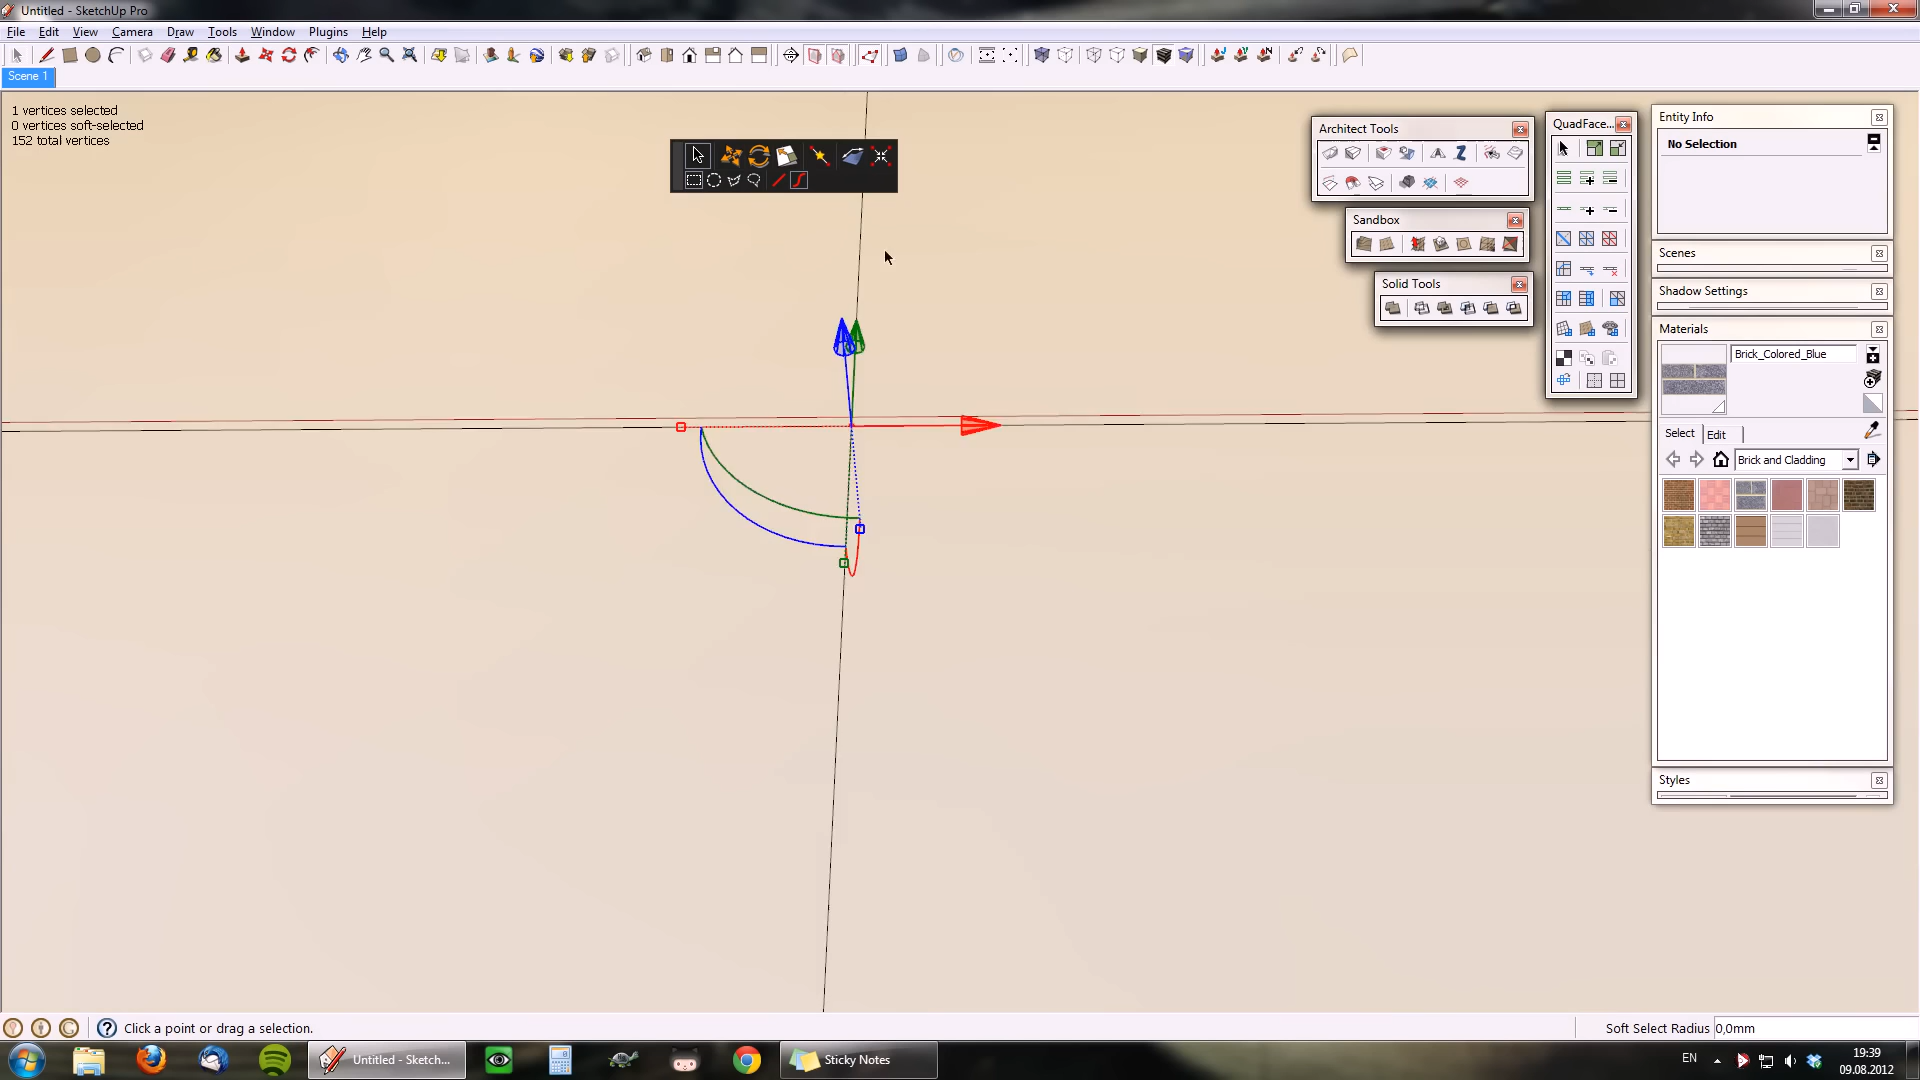 Untitled - SketchUp Pro
File Edit View Camera Draw Tools Window Plugins Help
Scene 1
1 vertices selected
0 vertices soft-selected
152 total vertices
Architect Tools
Sandbox
Solid Tools
QuadFace...
Entity Info
No Selection
Scenes
Shadow Settings
Materials
Brick_Colored_Blue
Select Edit
Brick and Cladding
Styles
Click a point or drag a selection.
Soft Select Radius 0,0mm
Untitled - Sketch...
Sticky Notes
EN
19:39
09.08.2012